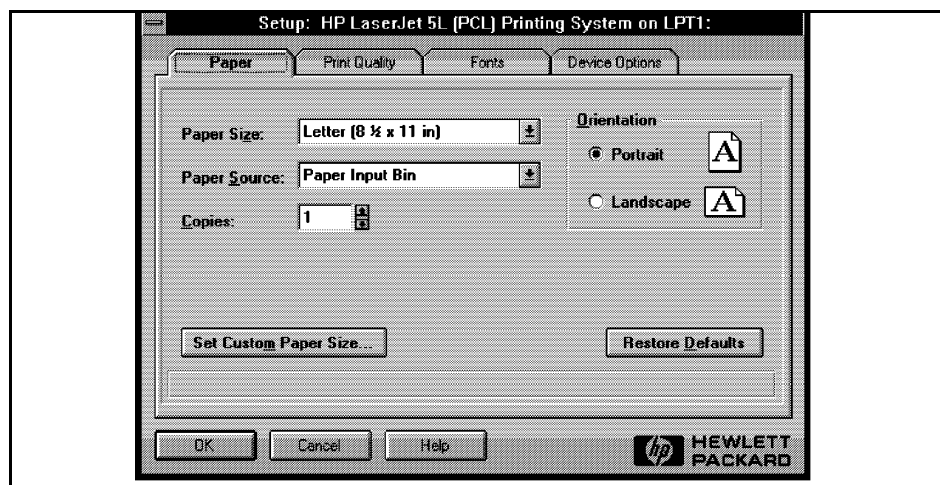 Setup: HP LaserJet 5L (PCL) Printing System on LPT1:
Paper
Print Quality
Fonts
Device Options
Paper Size:
Letter (8 ½ x 11 in)
Paper Source:
Paper Input Bin
Copies:
1
Orientation
Portrait
A
Landscape
A
Set Custom Paper Size...
Restore Defaults
OK
Cancel
Help
hp
HEWLETT
PACKARD